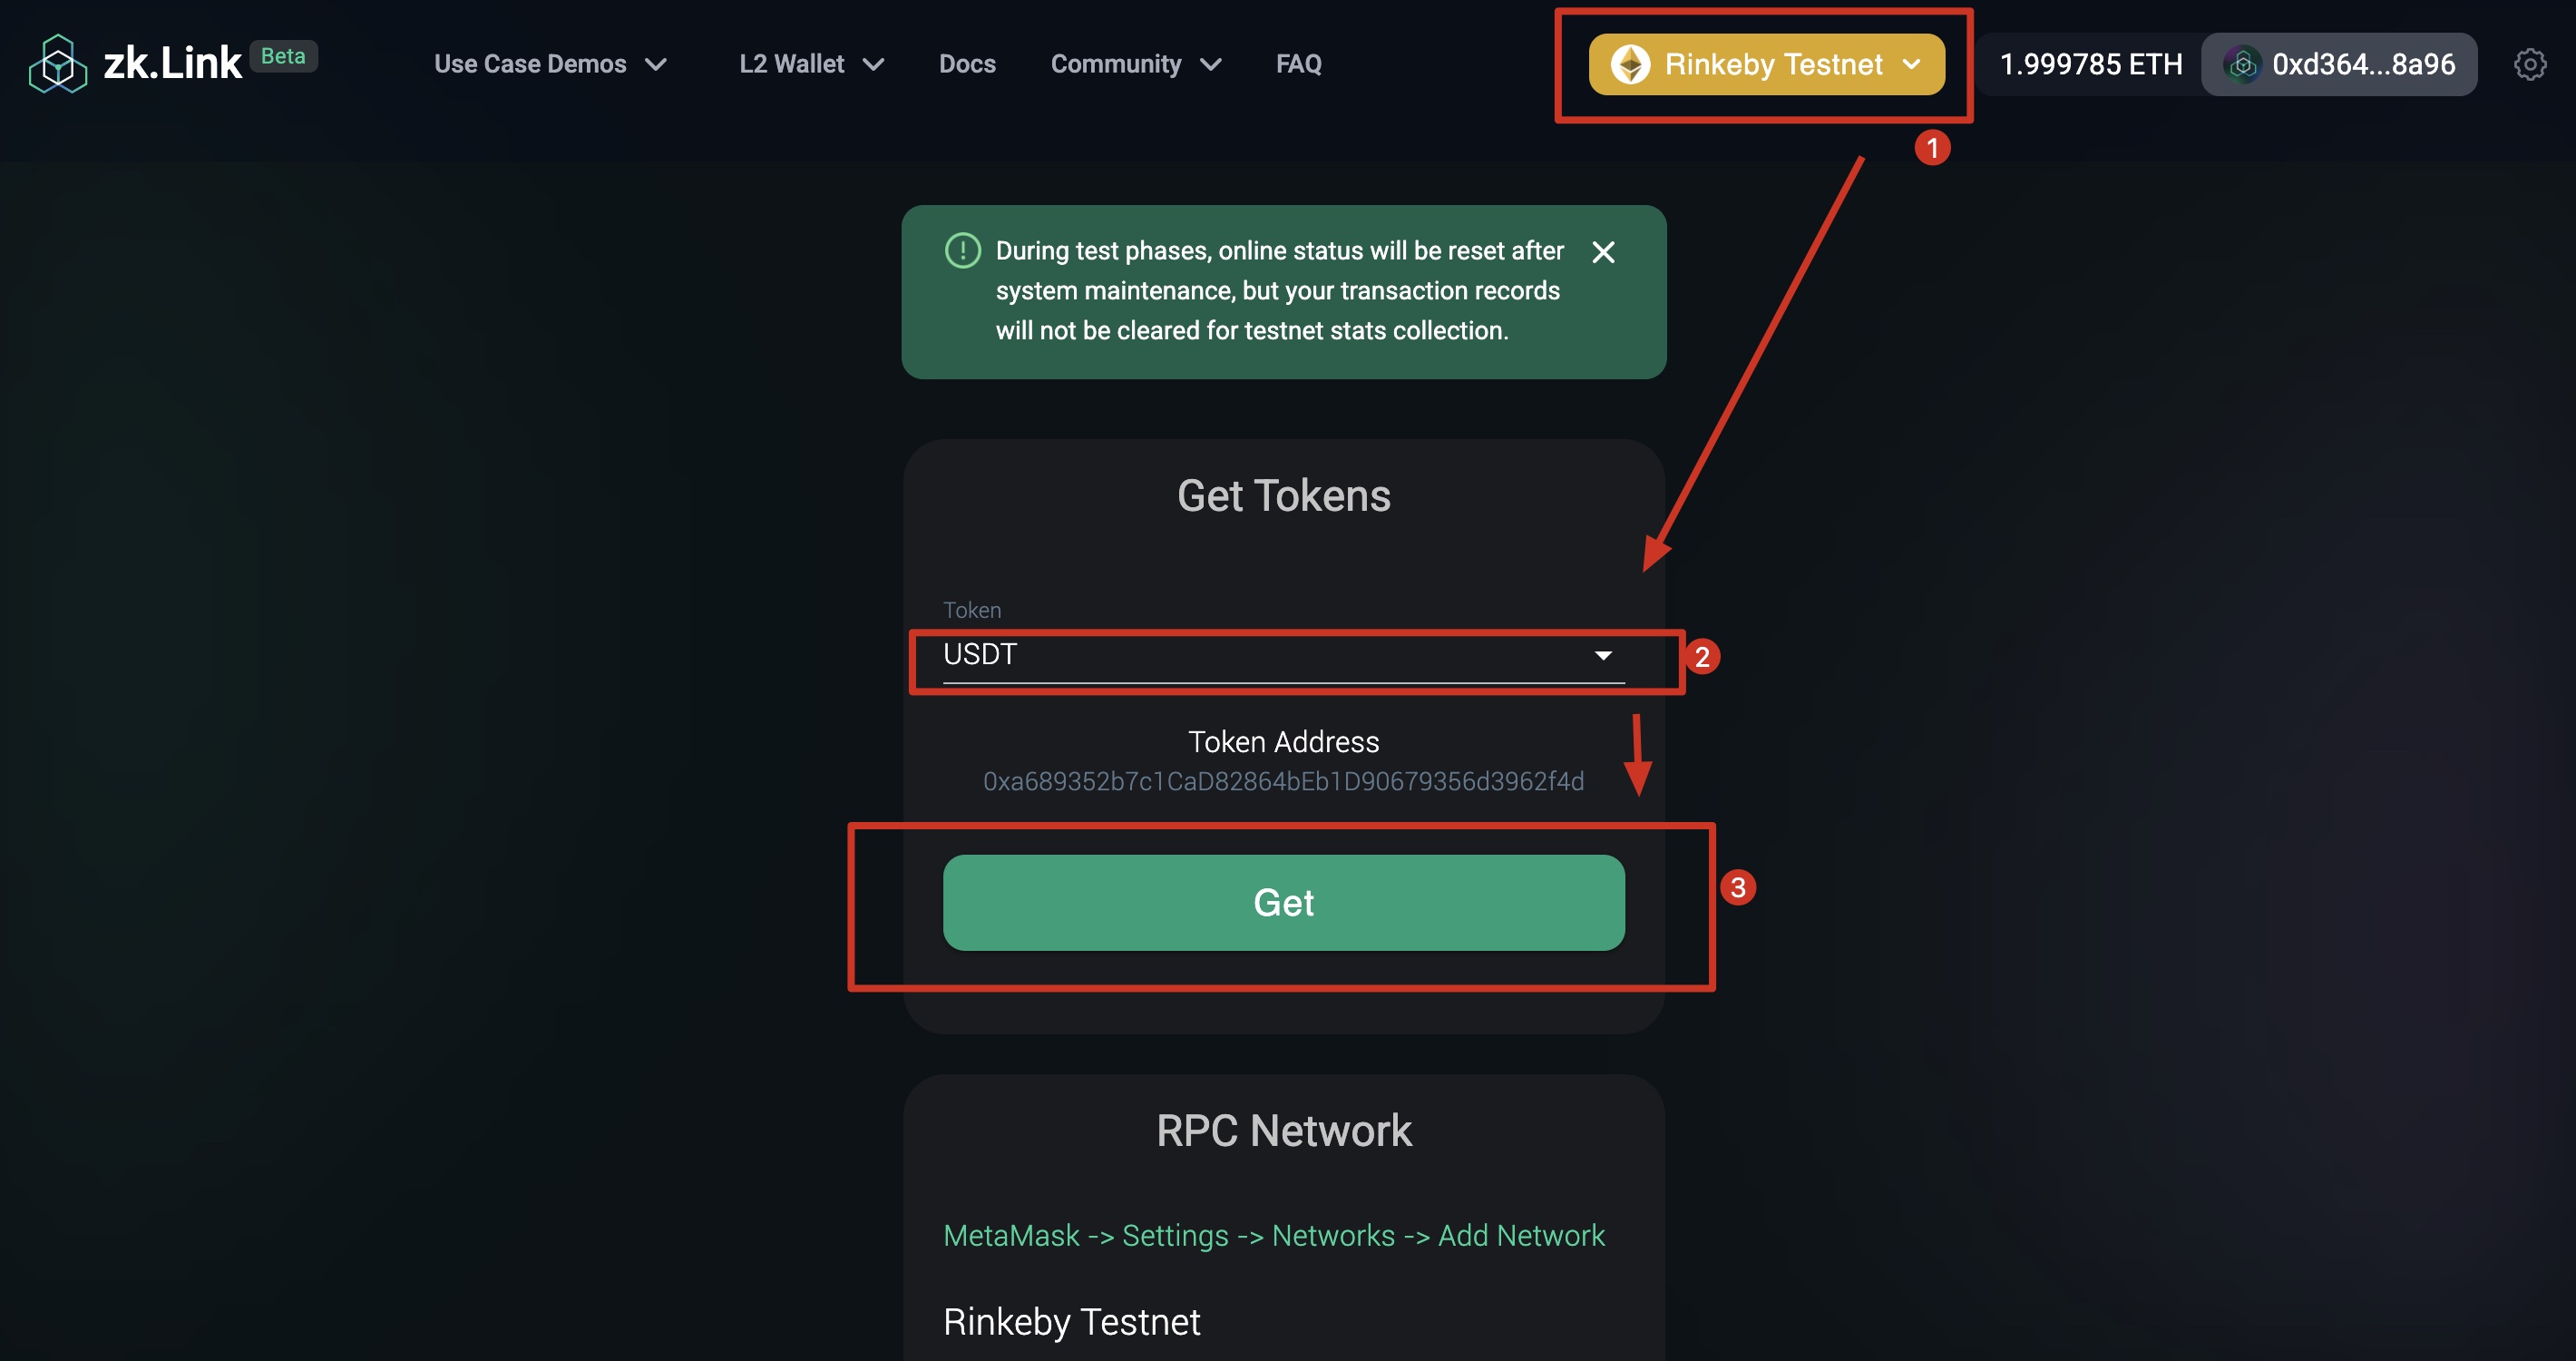 zk.Link Beta
Use Case Demos
L2 Wallet
Docs
Community
FAQ
Rinkeby Testnet
1.999785 ETH
0xd364...8a96
1
During test phases, online status will be reset after
system maintenance, but your transaction records
will not be cleared for testnet stats collection.
Get Tokens
Token
USDT
2
Token Address
0xa689352b7c1CaD82864bEb1D90679356d3962f4d
Get
3
RPC Network
MetaMask -> Settings -> Networks -> Add Network
Rinkeby Testnet